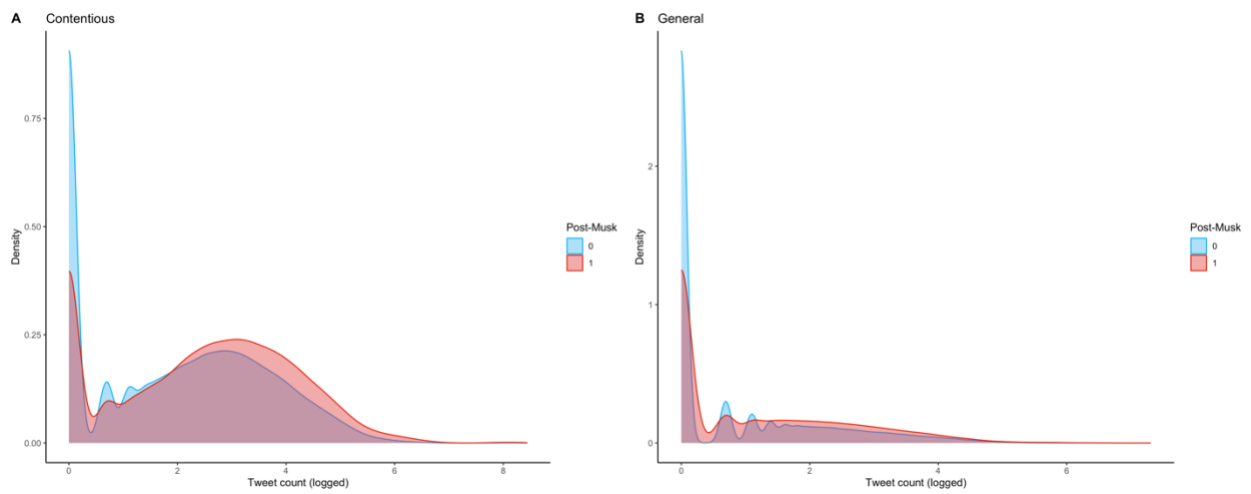 A Contentious
0.75
0.50
0.25
0.00
Density
0 2 4 6 8
Tweet count (logged)
Post-Musk
0
1
B General
2
1
0
Density
0 2 4 6
Tweet count (logged)
Post-Musk
0
1